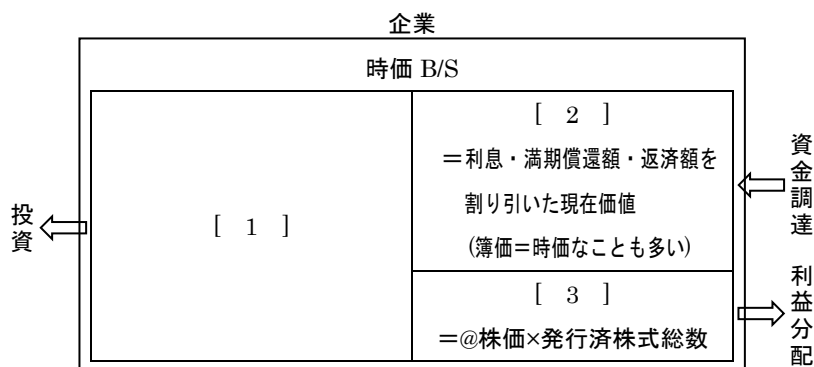 企業
時価 B/S
[ 1 ]
[ 2 ]
＝利息・満期償還額・返済額を
割り引いた現在価値
(簿価＝時価なことも多い)
[ 3 ]
＝@株価×発行済株式総数
投資
資金調達
利益分配